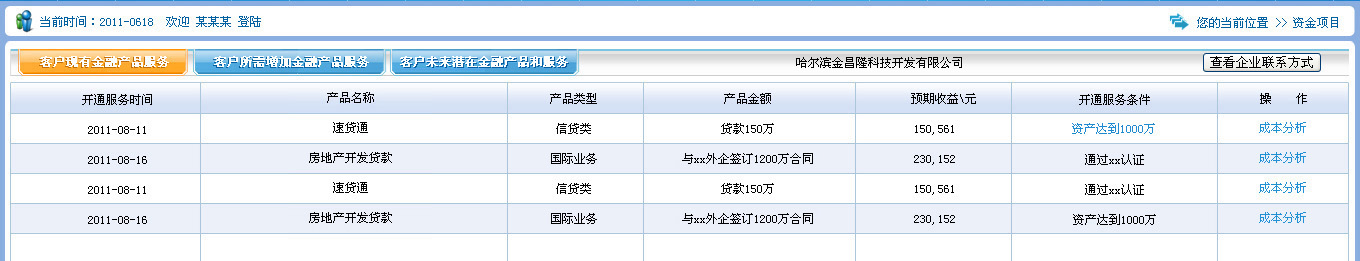 当前时间：2011-0618 欢迎 某某某 登陆 您的当前位置 >> 资金项目
客户现有金融产品服务 客户所需增加金融产品服务 客户未来潜在金融产品和服务 哈尔滨金昌隆科技开发有限公司 查看企业联系方式
开通服务时间 产品名称 产品类型 产品金额 预期收益\元 开通服务条件 操 作
2011-08-11 速贷通 信贷类 贷款150万 150,561 资产达到1000万 成本分析
2011-08-16 房地产开发贷款 国际业务 与xx外企签订1200万合同 230,152 通过xx认证 成本分析
2011-08-11 速贷通 信贷类 贷款150万 150,561 通过xx认证 成本分析
2011-08-16 房地产开发贷款 国际业务 与xx外企签订1200万合同 230,152 资产达到1000万 成本分析